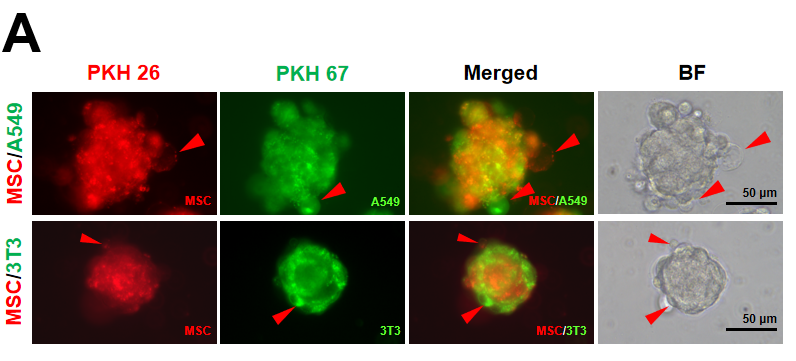 A
PKH 26 PKH 67 Merged BF
MSC/A549
MSC A549 MSC/A549 50 µm
MSC/3T3
MSC 3T3 MSC/3T3 50 µm